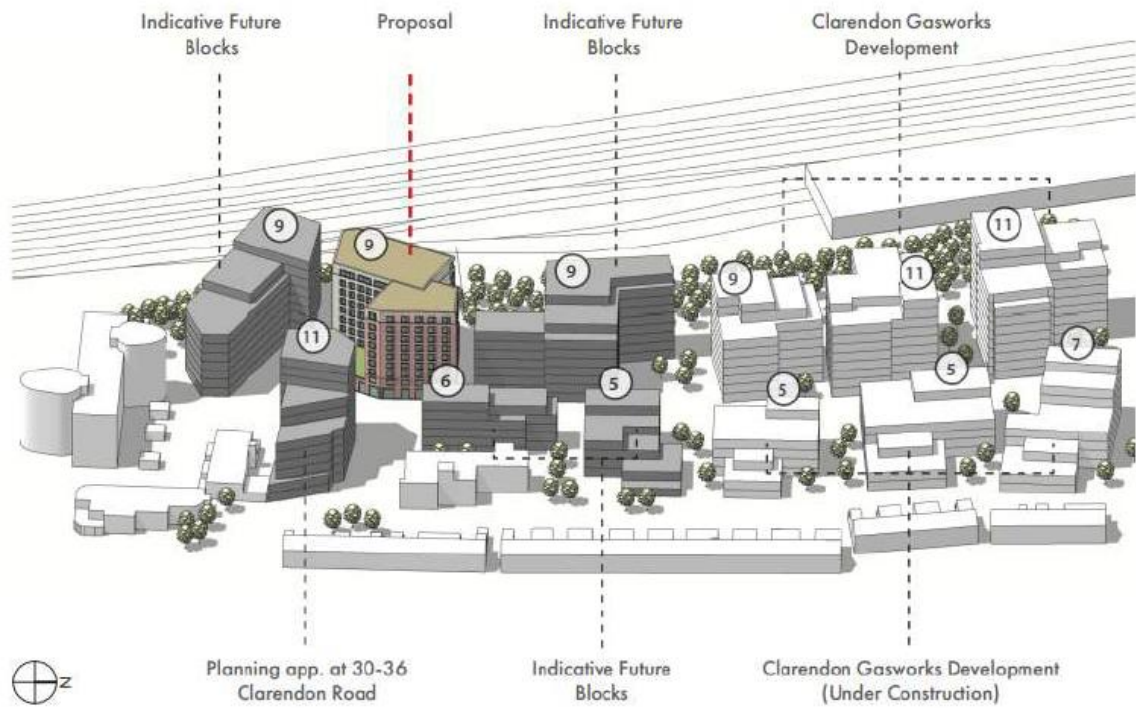 Indicative Future
Blocks
Proposal
Indicative Future
Blocks
Clarendon Gasworks
Development
9
9
9
9
11
11
11
6
5
5
5
7
N
Planning app. at 30-36
Clarendon Road
Indicative Future
Blocks
Clarendon Gasworks Development
(Under Construction)